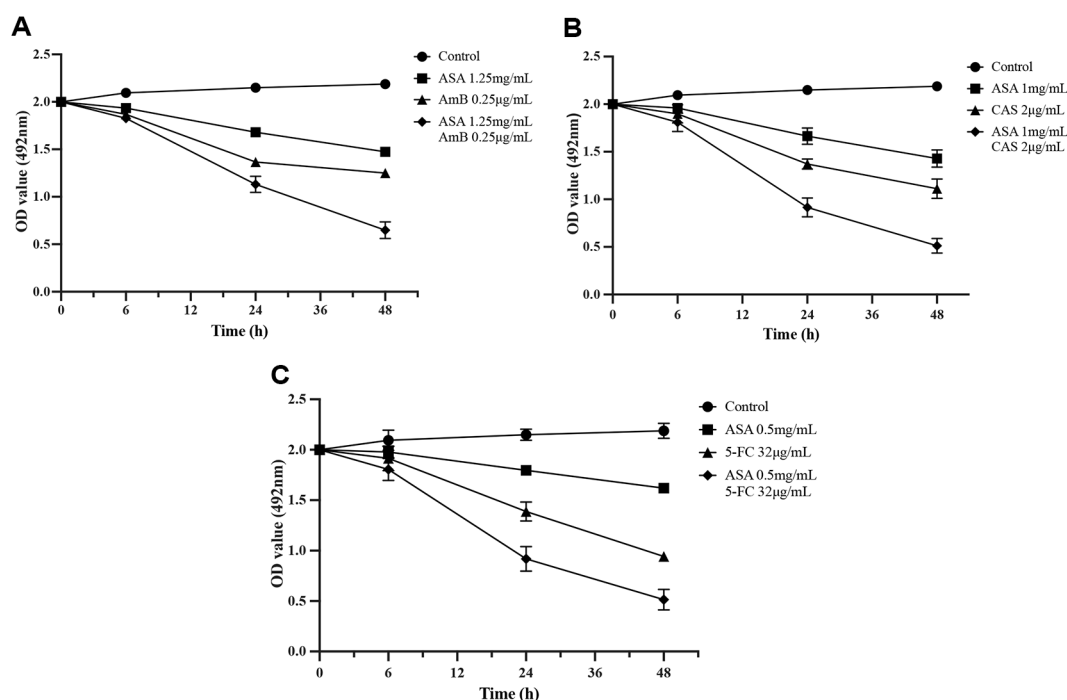 A
OD value (492nm)
2.5
2.0
1.5
1.0
0.5
0.0
0 6 12 24 36 48
Time (h)
Control
ASA 1.25mg/mL
AmB 0.25μg/mL
ASA 1.25mg/mL
AmB 0.25μg/mL
B
OD value (492nm)
2.5
2.0
1.5
1.0
0.5
0.0
0 6 12 24 36 48
Time (h)
Control
ASA 1mg/mL
CAS 2μg/mL
ASA 1mg/mL
CAS 2μg/mL
C
OD value (492nm)
2.5
2.0
1.5
1.0
0.5
0.0
0 6 12 24 36 48
Time (h)
Control
ASA 0.5mg/mL
5-FC 32μg/mL
ASA 0.5mg/mL
5-FC 32μg/mL